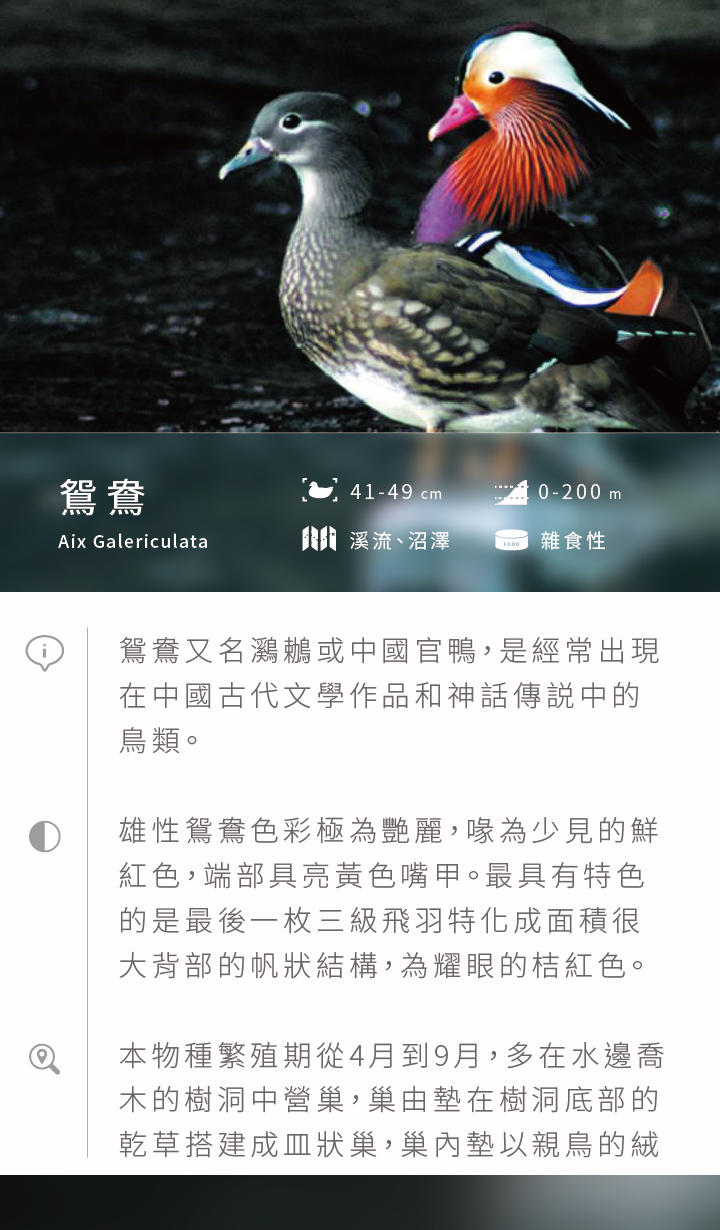 鴛鴦
Aix Galericulata
41-49 cm
0-200 m
溪流、沼澤
FOOD
雜食性
鴛鴦又名鸂鶒或中國官鴨，是經常出現
在中國古代文學作品和神話傳說中的
鳥類。
雄性鴛鴦色彩極為艷麗，喙為少見的鮮
紅色，端部具亮黃色嘴甲。最具有特色
的是最後一枚三級飛羽特化成面積很
大背部的帆狀結構，為耀眼的桔紅色。
本物種繁殖期從4月到9月，多在水邊喬
木的樹洞中營巢，巢由墊在樹洞底部的
乾草搭建成皿狀巢，巢內墊以親鳥的絨